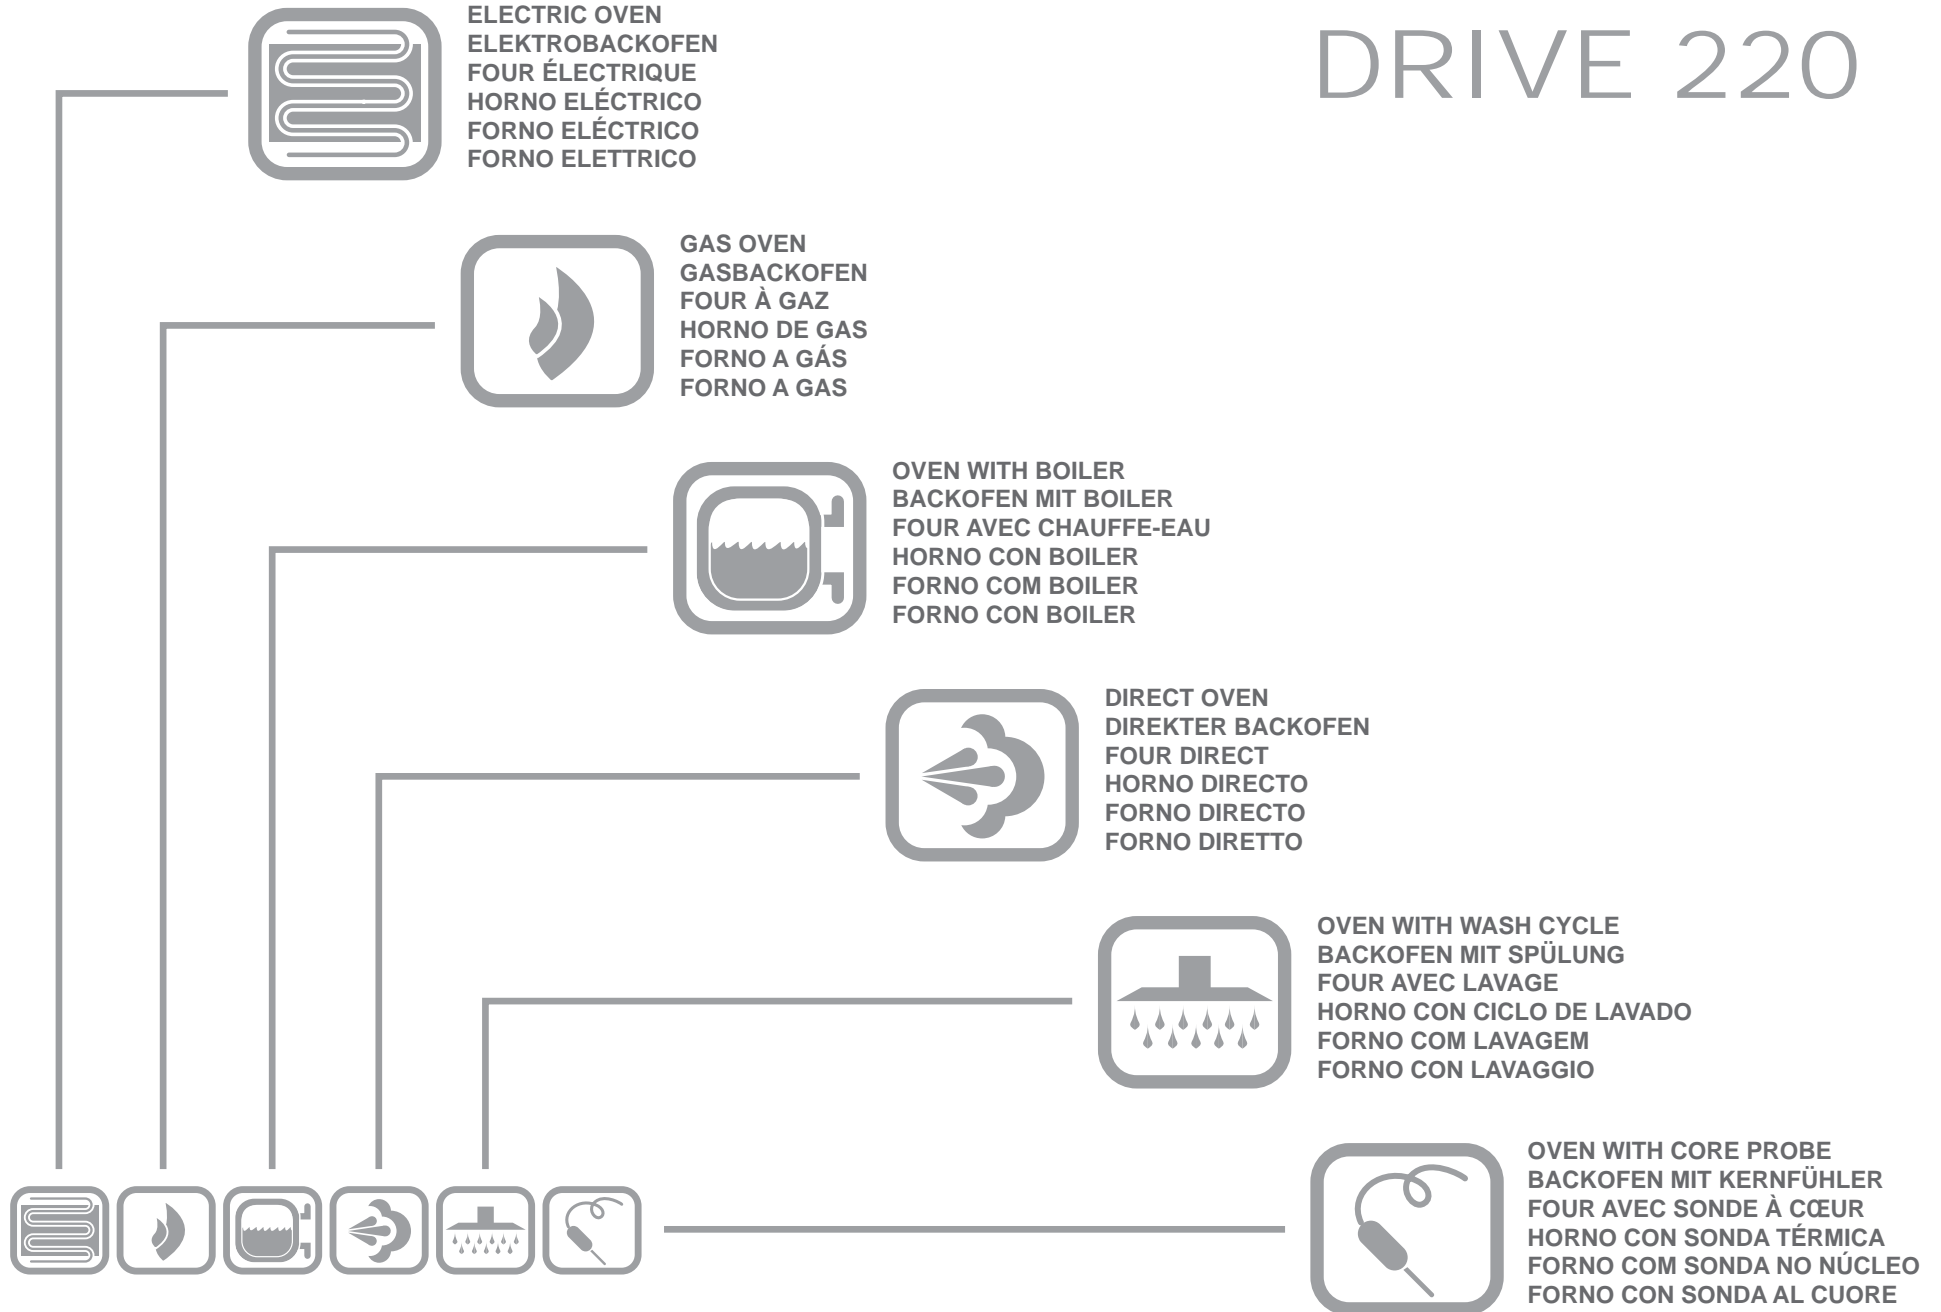 DRIVE 220
ELECTRIC OVEN
ELEKTROBACKOFEN
FOUR ÉLECTRIQUE
HORNO ELÉCTRICO
FORNO ELÉCTRICO
FORNO ELETTRICO
GAS OVEN
GASBACKOFEN
FOUR À GAZ
HORNO DE GAS
FORNO A GÁS
FORNO A GAS
OVEN WITH BOILER
BACKOFEN MIT BOILER
FOUR AVEC CHAUFFE-EAU
HORNO CON BOILER
FORNO COM BOILER
FORNO CON BOILER
DIRECT OVEN
DIREKTER BACKOFEN
FOUR DIRECT
HORNO DIRECTO
FORNO DIRECTO
FORNO DIRETTO
OVEN WITH WASH CYCLE
BACKOFEN MIT SPÜLUNG
FOUR AVEC LAVAGE
HORNO CON CICLO DE LAVADO
FORNO COM LAVAGEM
FORNO CON LAVAGGIO
OVEN WITH CORE PROBE
BACKOFEN MIT KERNFÜHLER
FOUR AVEC SONDE À CŒUR
HORNO CON SONDA TÉRMICA
FORNO COM SONDA NO NÚCLEO
FORNO CON SONDA AL CUORE